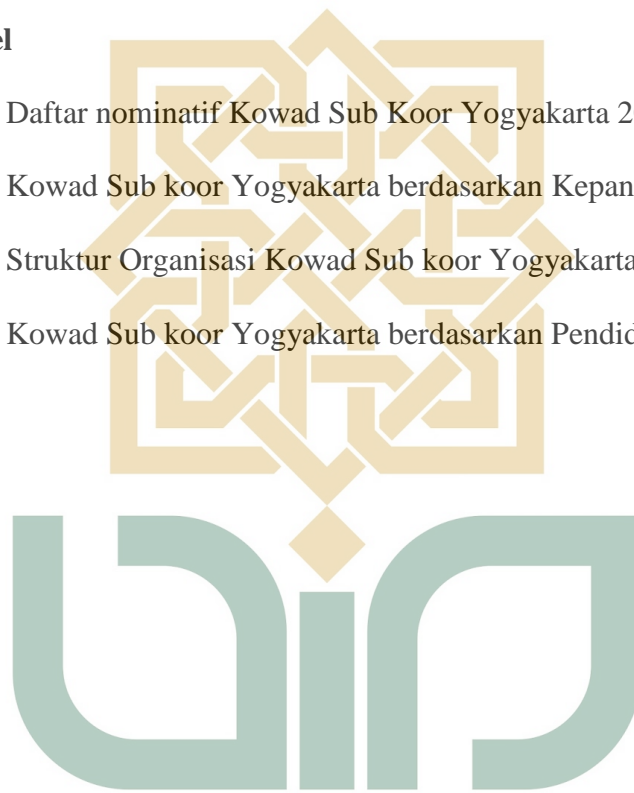 el
Daftar nominatif Kowad Sub Koor Yogyakarta 2
Kowad Sub koor Yogyakarta berdasarkan Kepan
Struktur Organisasi Kowad Sub koor Yogyakarta
Kowad Sub koor Yogyakarta berdasarkan Pendid